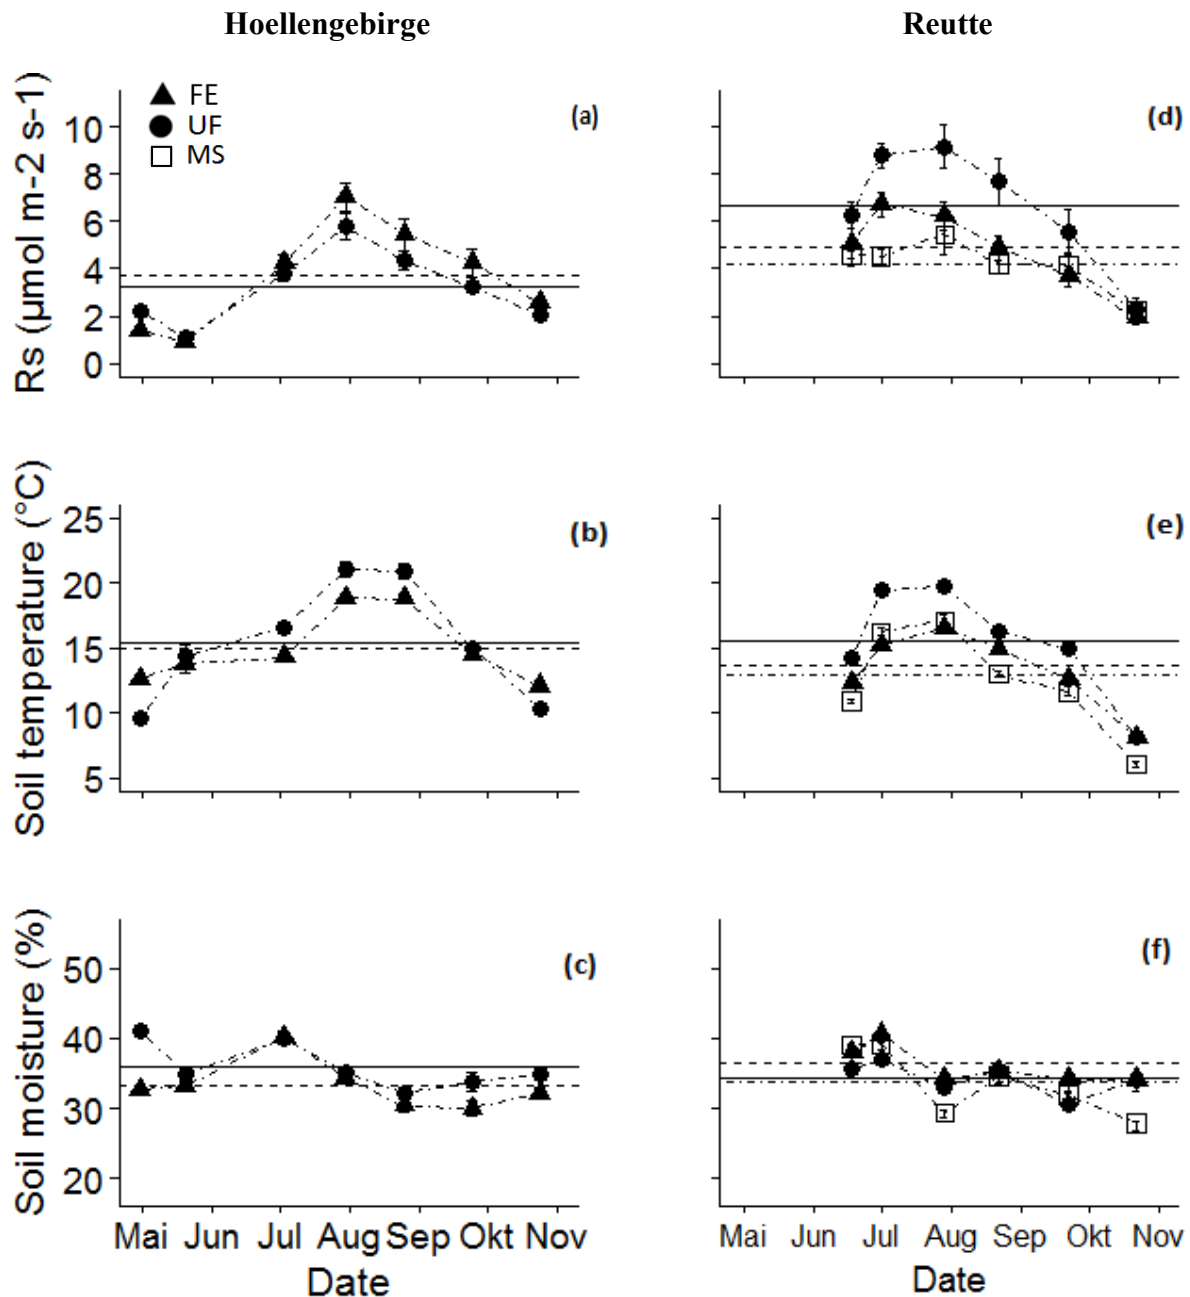 Hoellengebirge
Reutte
FE
UF
MS
(a)
Rs (µmol m-2 s-1)
10
8
6
4
2
0
(d)
Soil temperature (°C)
25
20
15
10
5
(b)
(e)
Soil moisture (%)
50
40
30
20
(c)
(f)
Mai Jun Jul Aug Sep Okt Nov
Date
Mai Jun Jul Aug Sep Okt Nov
Date